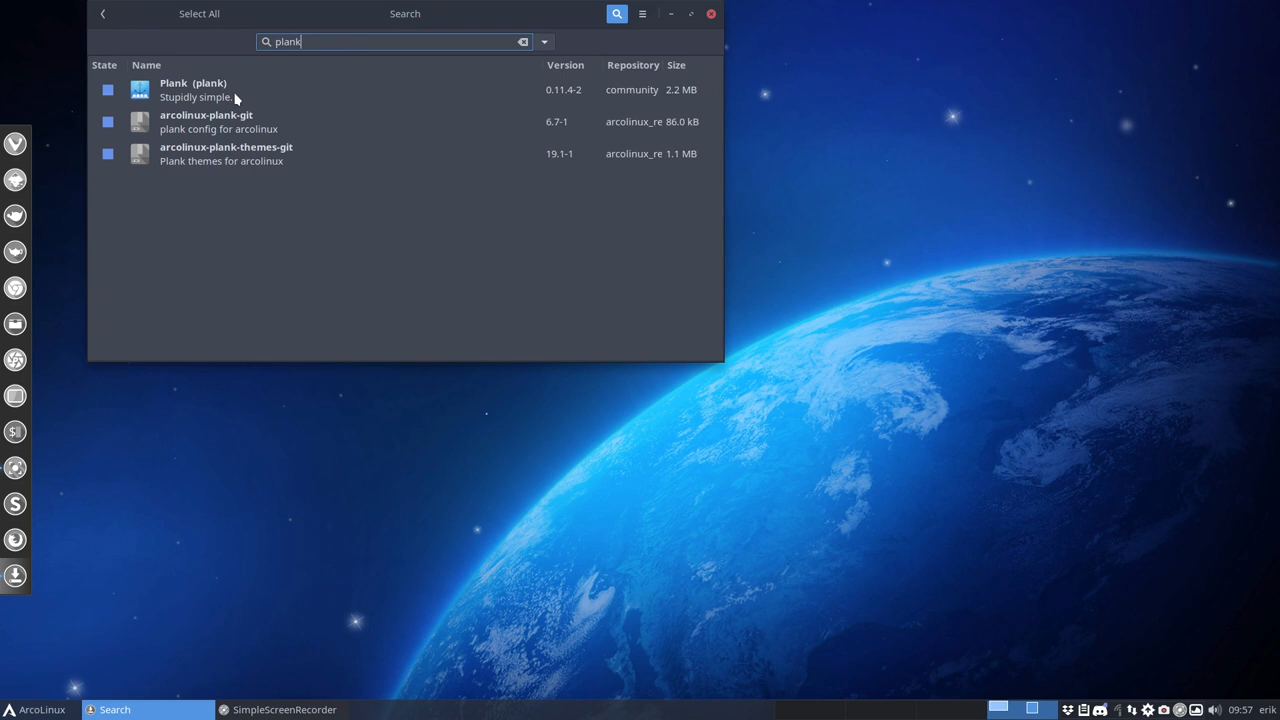 Select All
Search
plank
State Name Version Repository Size
Plank (plank)
Stupidly simple.
0.11.4-2 community 2.2 MB
arcolinux-plank-git
plank config for arcolinux
6.7-1 arcolinux_re 86.0 kB
arcolinux-plank-themes-git
Plank themes for arcolinux
19.1-1 arcolinux_re 1.1 MB
ArcoLinux
Search
SimpleScreenRecorder
09:57 erik